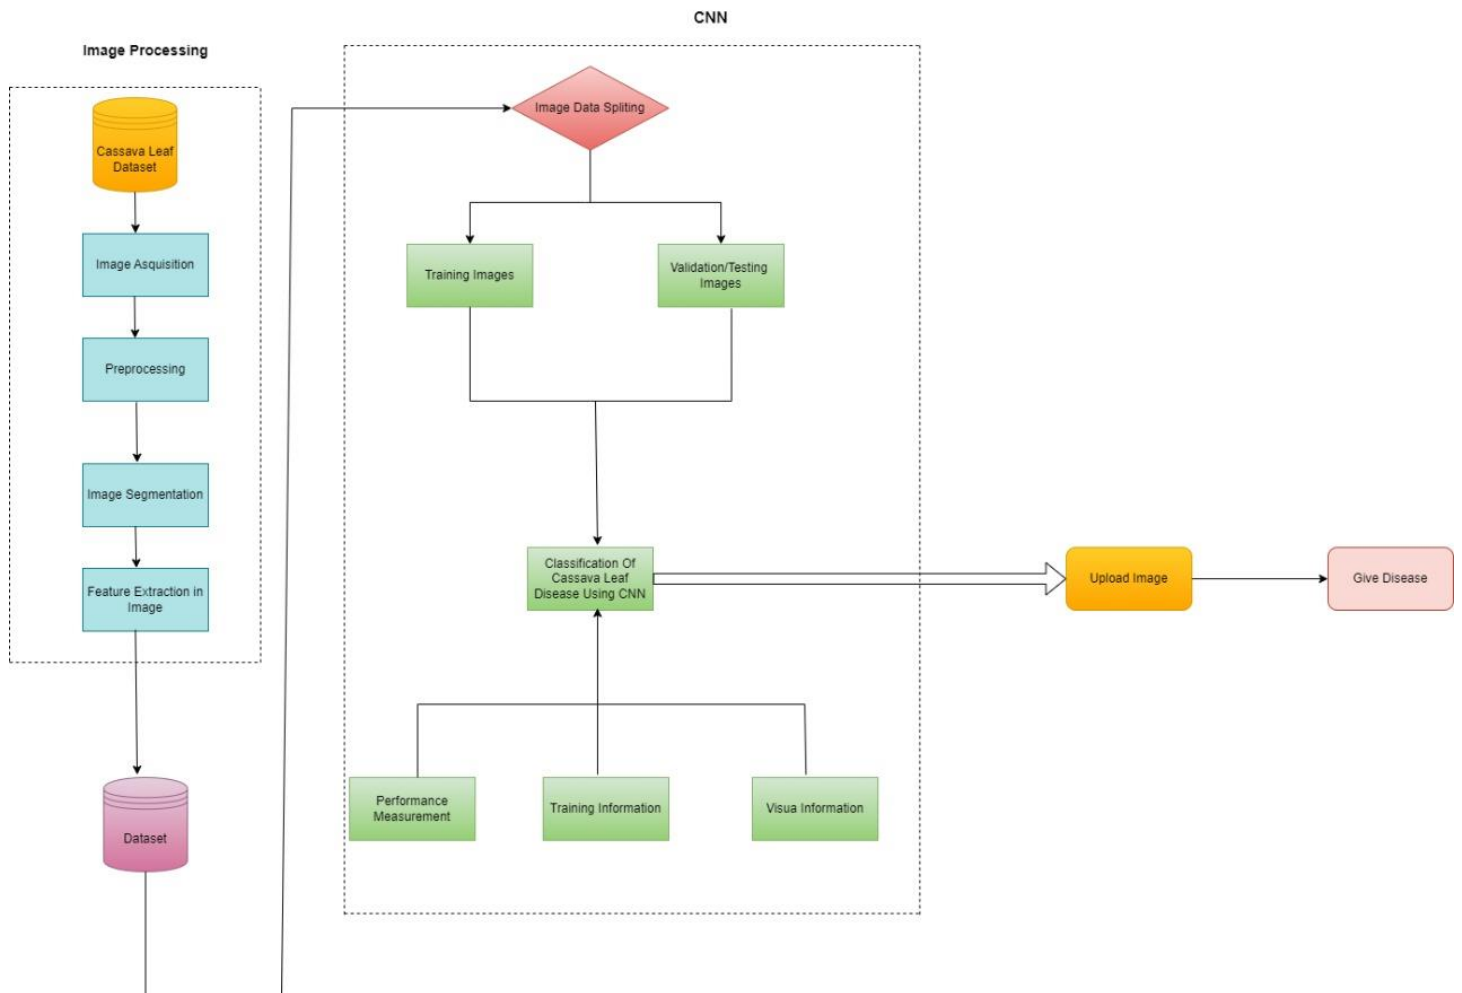 CNN
Image Processing
Cassava Leaf
Dataset
Image Asquisition
Preprocessing
Image Segmentation
Feature Extraction in
Image
Dataset
Image Data Spliting
Training Images
Validation/Testing
Images
Classification Of
Cassava Leaf
Disease Using CNN
Performance
Measurement
Training Information
Visua Information
Upload Image
Give Disease